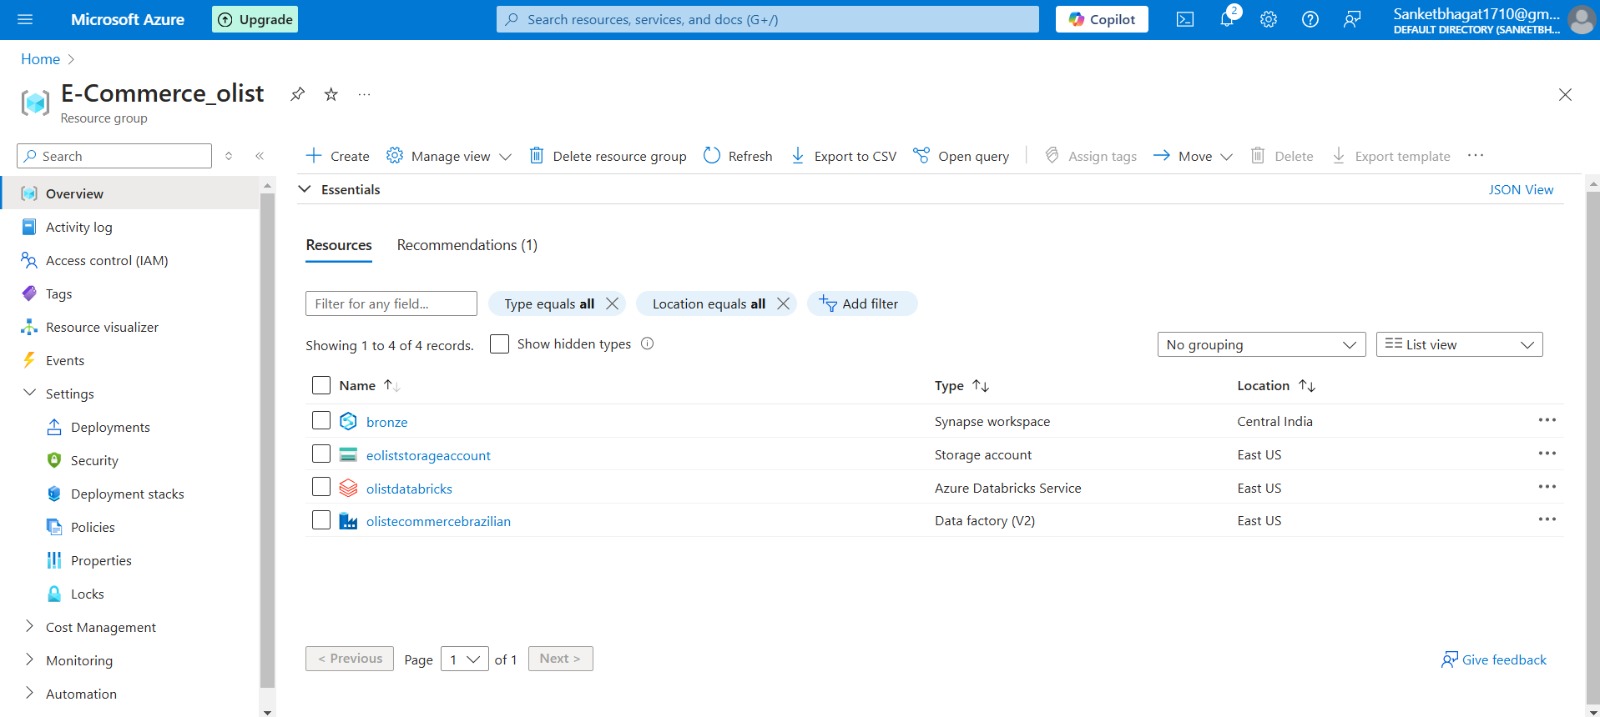 Microsoft Azure
Upgrade
Search resources, services, and docs (G+/)
Copilot
2
Sanketbhagat1710@gm...
DEFAULT DIRECTORY (SANKETBH...
Home
E-Commerce_olist
Resource group
Search
Create
Manage view
Delete resource group
Refresh
Export to CSV
Open query
Assign tags
Move
Delete
Export template
Overview
Activity log
Access control (IAM)
Tags
Resource visualizer
Events
Settings
Deployments
Security
Deployment stacks
Policies
Properties
Locks
Cost Management
Monitoring
Automation
Essentials
JSON View
Resources
Recommendations (1)
Filter for any field...
Type equals all
Location equals all
Add filter
Showing 1 to 4 of 4 records.
Show hidden types
No grouping
List view
Name Type Location
bronze Synapse workspace Central India
eoliststorageaccount Storage account East US
olistdatabricks Azure Databricks Service East US
olistecommercebrazilian Data factory (V2) East US
< Previous Page 1 of 1 Next >
Give feedback